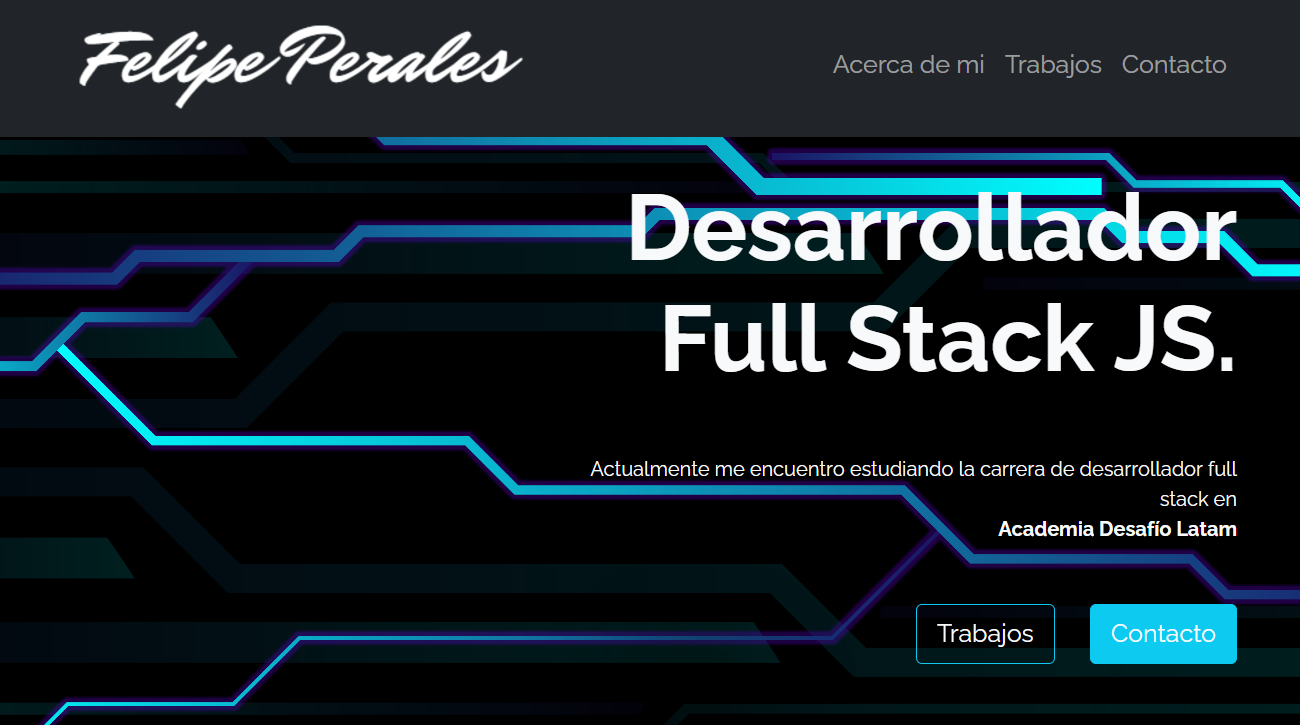 Felipe Perales
Acerca de mi Trabajos Contacto
Desarrollador
Full Stack JS.
Actualmente me encuentro estudiando la carrera de desarrollador full
stack en
Academia Desafío Latam
Trabajos Contacto